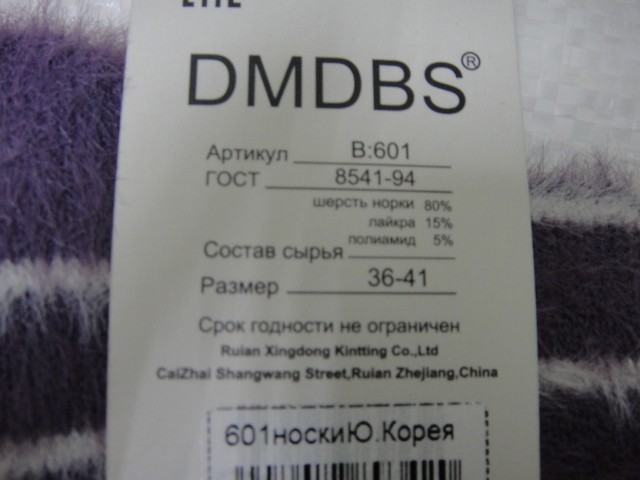 DMDBS®
Артикул B:601
ГОСТ 8541-94
шерсть норки 80%
лайкра 15%
полиамид 5%
Состав сырья
Размер 36-41
Срок годности не ограничен
Ruian Xingdong Kintting Co.,Ltd
CaiZhai Shangwang Street,Ruian Zhejiang,China
601носкиЮ.Корея